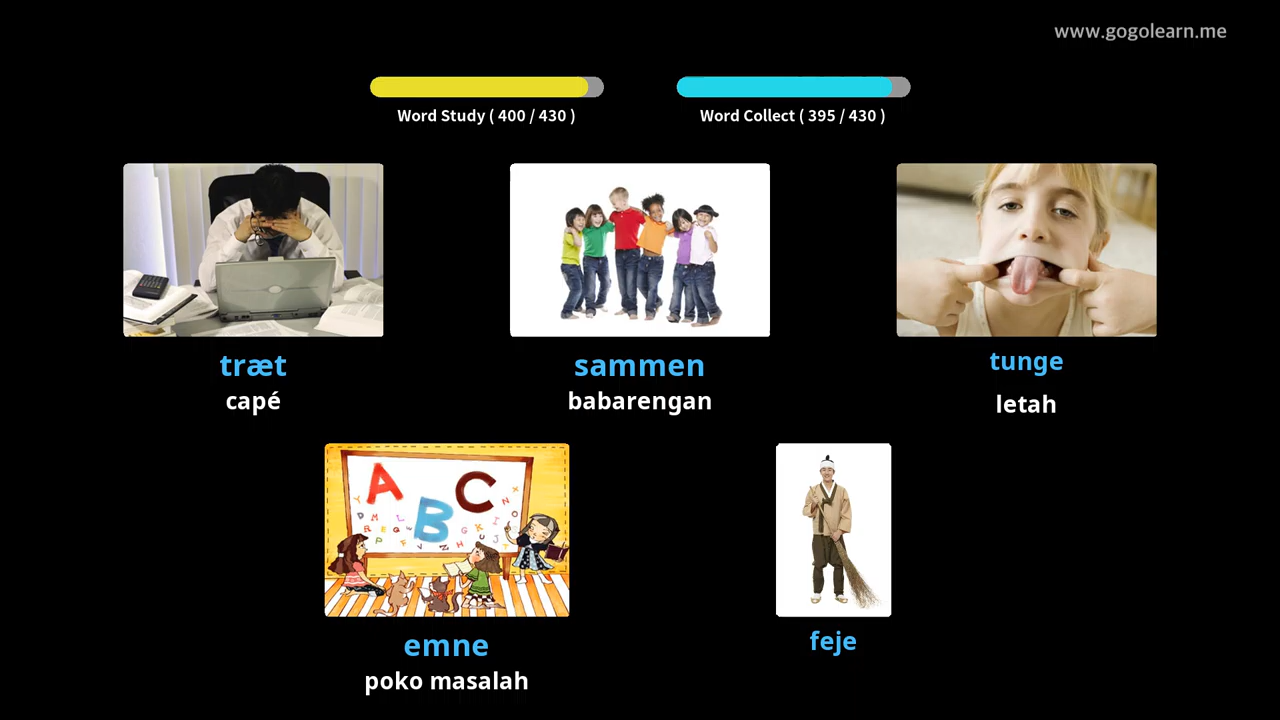 www.gogolearn.me
Word Study ( 400 / 430 )
Word Collect ( 395 / 430 )
træt
capé
sammen
babarengan
tunge
letah
A B C
emne
poko masalah
feje